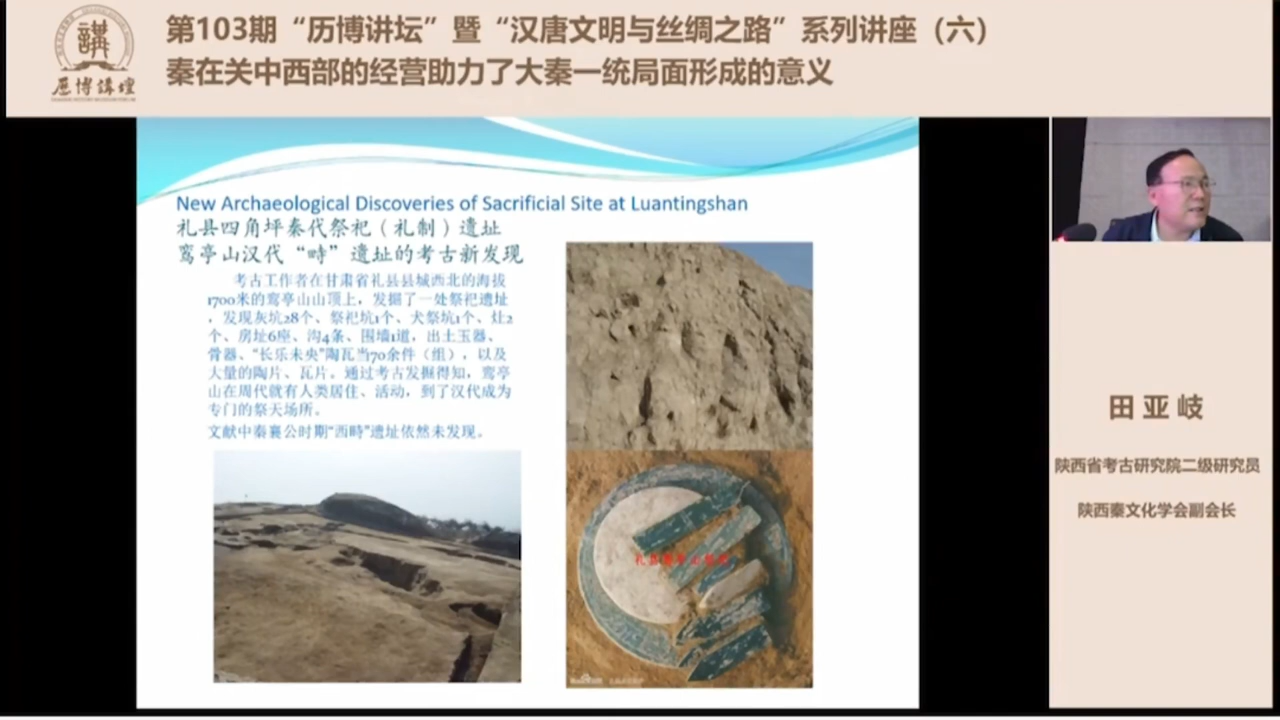 第103期“历博讲坛”暨“汉唐文明与丝绸之路”系列讲座（六）
秦在关中西部的经营助力了大秦一统局面形成的意义
講
历博講壇
New Archaeological Discoveries of Sacrificial Site at Luantingshan
礼县四角坪秦代祭祀（礼制）遗址
鸾亭山汉代“畤”遗址的考古新发现
考古工作者在甘肃省礼县县城西北的海拔
1700米的鸾亭山山顶上，发掘了一处祭祀遗址
，发现灰坑28个、祭祀坑1个、犬祭坑1个、灶2
个、房址6座、沟4条、围墙1道，出土玉器、
骨器、“长乐未央”陶瓦当70余件（组），以及
大量的陶片、瓦片。通过考古发掘得知，鸾亭
山在周代就有人类居住、活动，到了汉代成为
专门的祭天场所。
文献中秦襄公时期“西畤”遗址依然未发现。
田亚岐
陕西省考古研究院二级研究员
陕西秦文化学会副会长